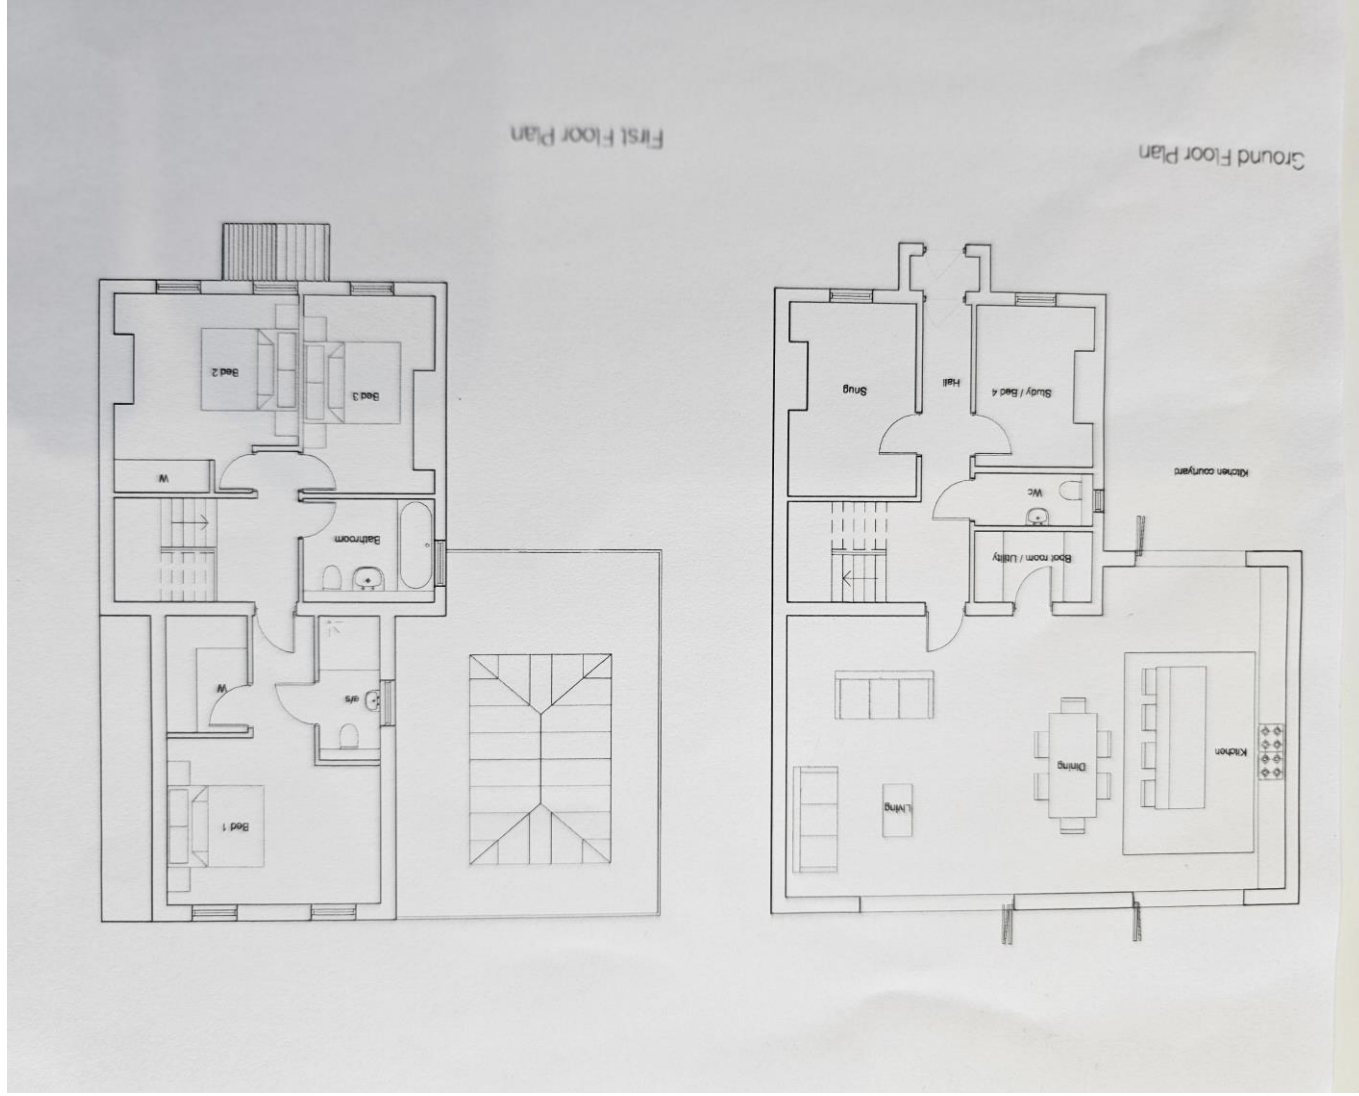 Ground Floor Plan
Kitchen
Dining
Living
Boot room / Utility
Wc
Kitchen courtyard
Study / Bed 4
Hall
Snug
First Floor Plan
Bed 1
e/s
W
Bathroom
W
Bed 3
Bed 2